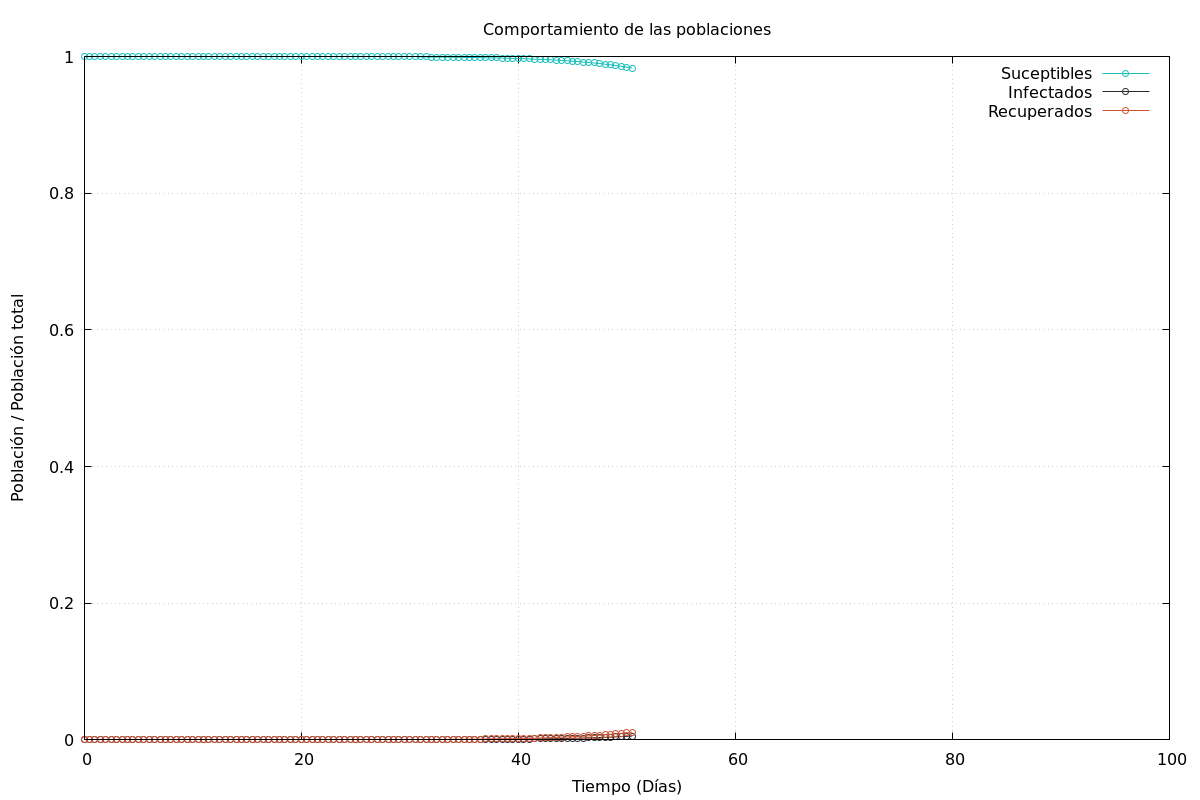 Comportamiento de las poblaciones
1
0.8
0.6
0.4
0.2
0
Población / Población total
Suceptibles
Infectados
Recuperados
0 20 40 60 80 100
Tiempo (Días)